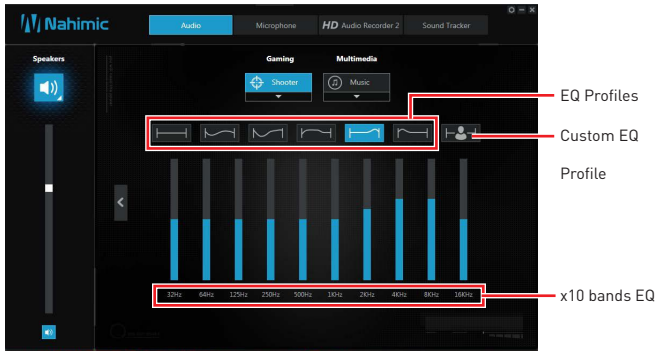 Nahimic
Audio
Microphone
HD Audio Recorder 2
Sound Tracker
Speakers
Gaming
Multimedia
Shooter
Music
EQ Profiles
Custom EQ
Profile
32Hz 64Hz 125Hz 250Hz 500Hz 1KHz 2KHz 4KHz 8KHz 16KHz
x10 bands EQ